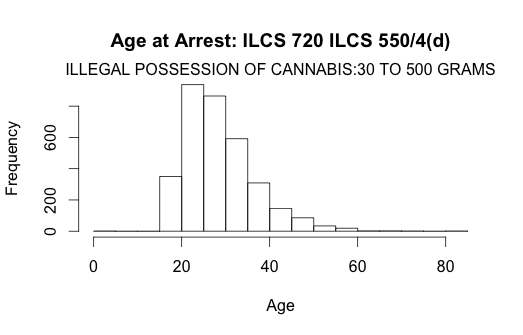 Age at Arrest: ILCS 720 ILCS 550/4(d)
ILLEGAL POSSESSION OF CANNABIS:30 TO 500 GRAMS
Frequency
600
200
0
0 20 40 60 80
Age